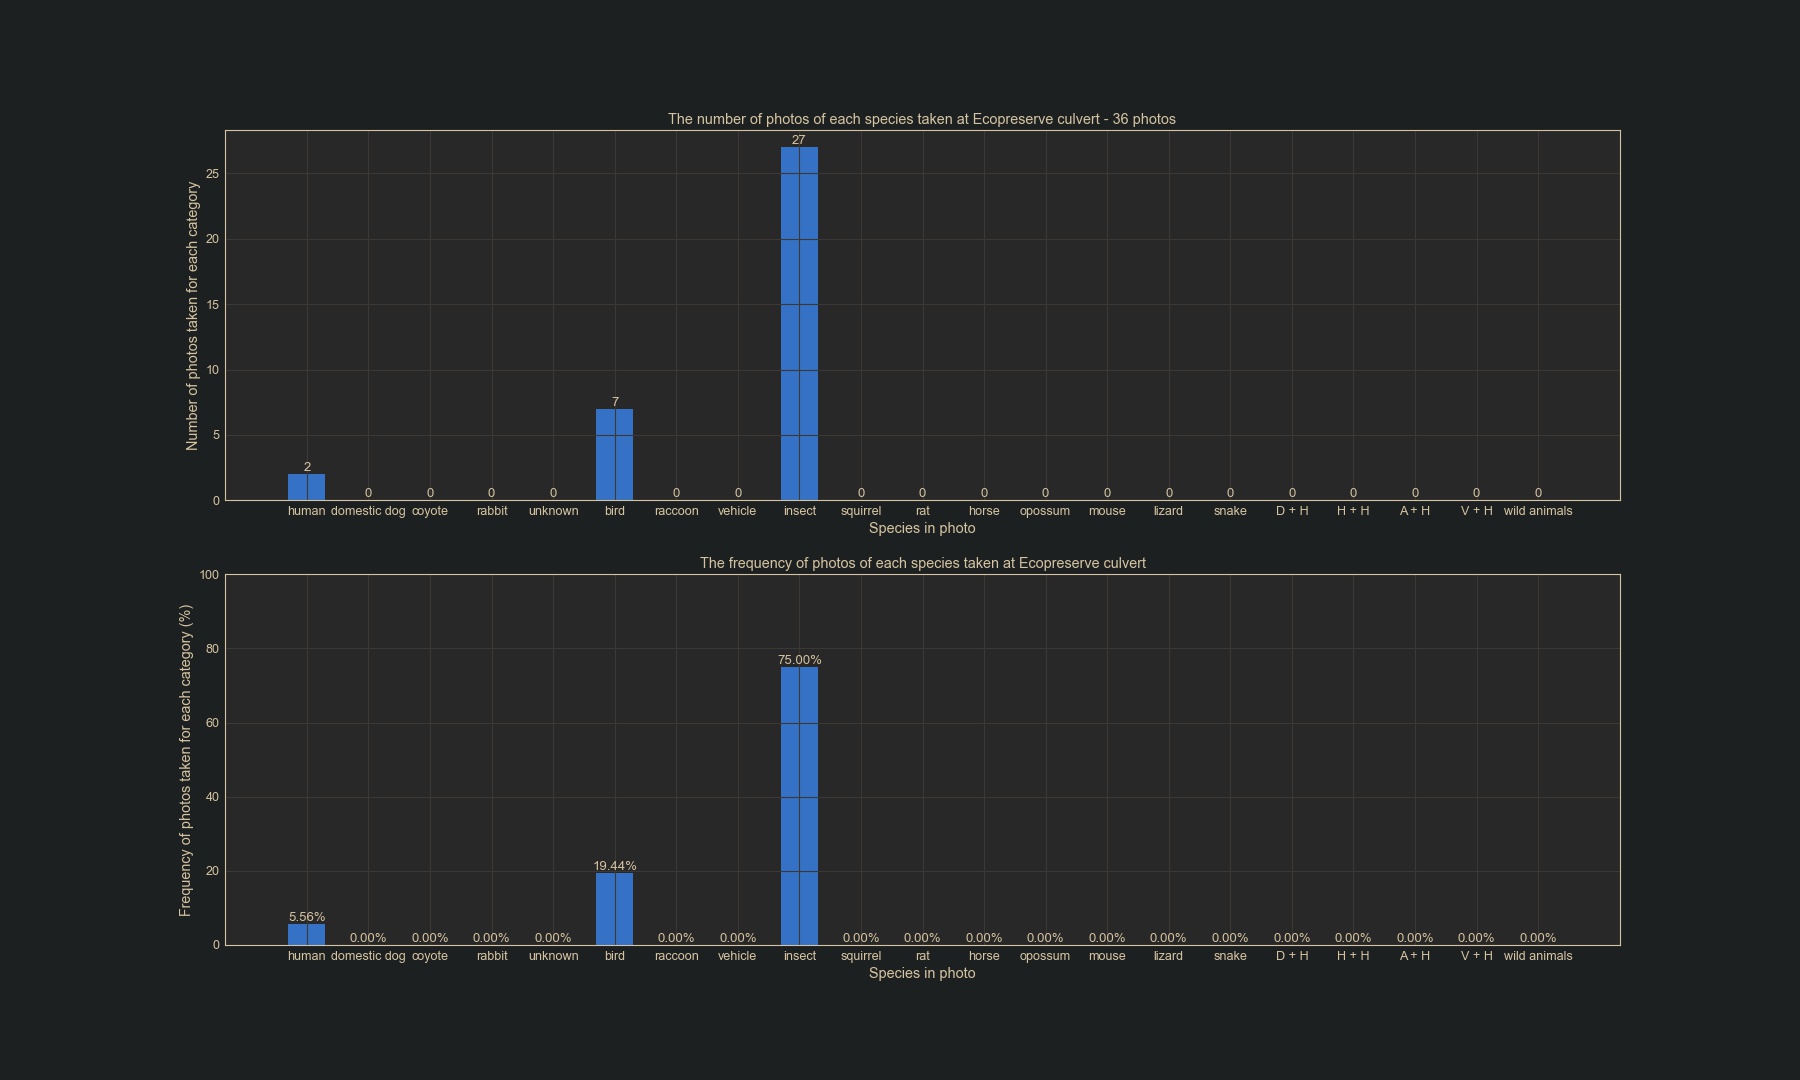 The number of photos of each species taken at Ecopreserve culvert - 36 photos
Number of photos taken for each category
25
20
15
10
5
0
2 0 0 0 0 7 0 0 27 0 0 0 0 0 0 0 0 0 0 0 0
human domestic dog coyote rabbit unknown bird raccoon vehicle insect squirrel rat horse opossum mouse lizard snake D + H H + H A + H V + H wild animals
Species in photo
The frequency of photos of each species taken at Ecopreserve culvert
Frequency of photos taken for each category (%)
100
80
60
40
20
0
5.56% 0.00% 0.00% 0.00% 0.00% 19.44% 0.00% 0.00% 75.00% 0.00% 0.00% 0.00% 0.00% 0.00% 0.00% 0.00% 0.00% 0.00% 0.00% 0.00% 0.00%
human domestic dog coyote rabbit unknown bird raccoon vehicle insect squirrel rat horse opossum mouse lizard snake D + H H + H A + H V + H wild animals
Species in photo